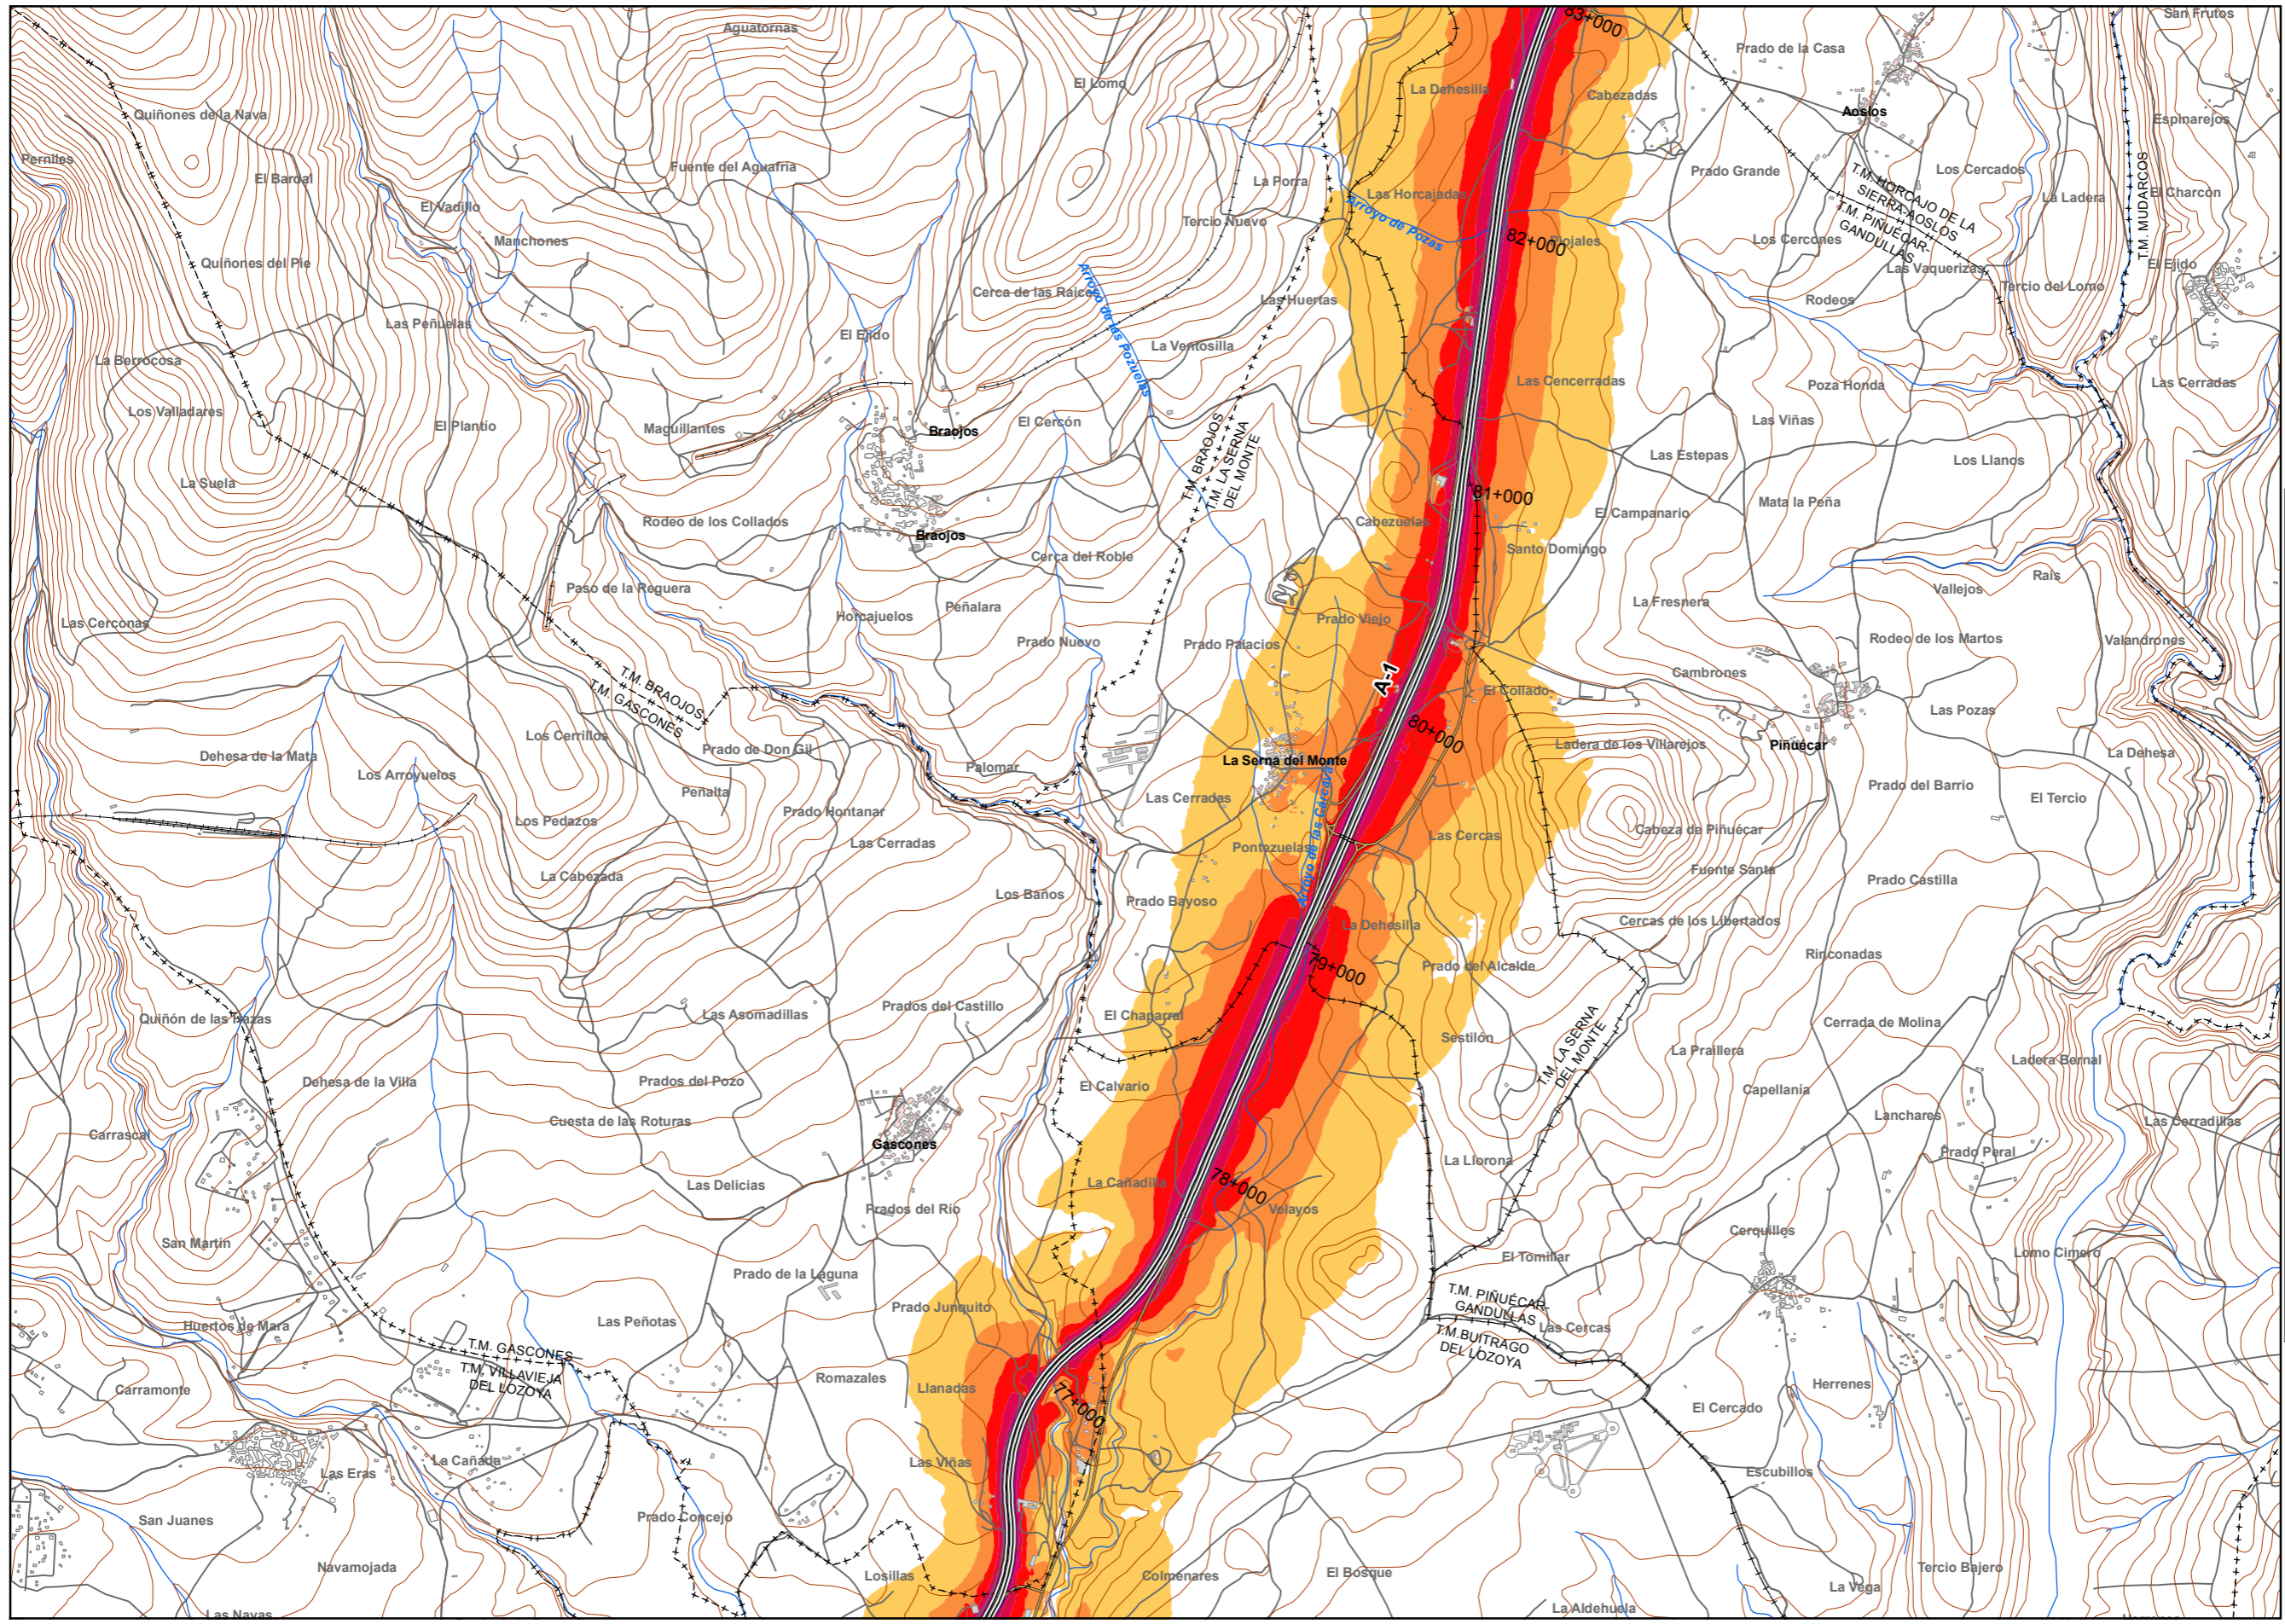 83+000
San Frutos
Aguatornas
Prado de la Casa
El Lomo
La Dehesilla
Cabezadas
Quiñones de la Nava
Aoslos
Espinarejos
Perniles
Fuente del Aguafría
El Bardal
La Porra
Prado Grande
Los Cercados
Las Horcajadas
T.M. HORCAJO DE LA
SIERRA-AOSLOS
T.M. PIÑUÉCAR-
GANDULLAS
La Ladera
T.M. MUDARCOS
El Charcón
El Vadillo
Tercio Nuevo
Arroyo de Pozas
Manchones
82+000
Riojales
Los Cercones
Quiñones del Pie
Las Vaquerizas
El Ejido
Cerca de las Raíces
Arroyo de las Pozuelas
Las Huertas
Rodeos
Tercio del Lomo
Las Peñuelas
El Ejido
La Ventosilla
La Berrocosa
Las Cencerradas
Poza Honda
Las Cerradas
Los Valladares
El Plantío
Maguillantes
Braojos
El Cercón
T.M. BRAOJOS
T.M. LA SERNA
DEL MONTE
Las Viñas
Las Estepas
Los Llanos
La Suela
81+000
Mata la Peña
El Campanario
Rodeo de los Collados
Cabezuelas
Braojos
Cerca del Roble
Santo Domingo
Paso de la Reguera
Rais
Vallejos
Las Cerconas
Horcajuelos
Peñalara
Prado Viejo
La Fresnera
Prado Nuevo
Prado Palacios
Rodeo de los Martos
Valandrones
T.M. BRAOJOS
T.M. GASCONES
A-1
Cambrones
El Collado
Las Pozas
Los Cerrillos
80+000
Dehesa de la Mata
Prado de Don Gil
Ladera de los Villarejos
Piñuécar
La Dehesa
Los Arroyuelos
Palomar
La Serna del Monte
Peñalta
Prado del Barrio
Las Cerradas
El Tercio
Prado Hontanar
Los Pedazos
Arroyo de las Cárcavas
Las Cercas
Cabeza de Piñuécar
Las Cerradas
Pontezuelas
La Cabezada
Fuente Santa
Prado Castilla
Los Baños
Prado Bayoso
La Dehesilla
Cercas de los Libertados
79+000
Prado del Alcalde
Rinconadas
Quiñón de las Hazas
Las Asomadillas
Prados del Castillo
El Chaparral
Cerrada de Molina
Sestilón
T.M. LA SERNA
DEL MONTE
La Praillera
Ladera Bernal
Dehesa de la Villa
Prados del Pozo
El Calvario
Capellanía
Cuesta de las Roturas
Lanchares
Las Cerradillas
Carrascal
Gascones
Prado Peral
La Llorona
Las Delicias
La Cañadilla
78+000
Velayos
Prados del Río
Cerquillos
San Martín
El Tomillar
Lomo Cimero
Prado de la Laguna
T.M. PIÑUÉCAR-
GANDULLAS
T.M.BUITRAGO
DEL LOZOYA
Prado Junquito
Las Peñotas
Huertos de Mara
Las Cercas
T.M. GASCONES
T.M. VILLAVIEJA
DEL LOZOYA
Carramonte
Romazales
Llanadas
77+000
Herrenes
El Cercado
La Cañada
Las Viñas
Las Eras
Escubillos
San Juanes
Prado Concejo
Navamojada
Losillas
Colmenares
El Bosque
Tercio Bajero
La Vega
Las Navas
La Aldehuela